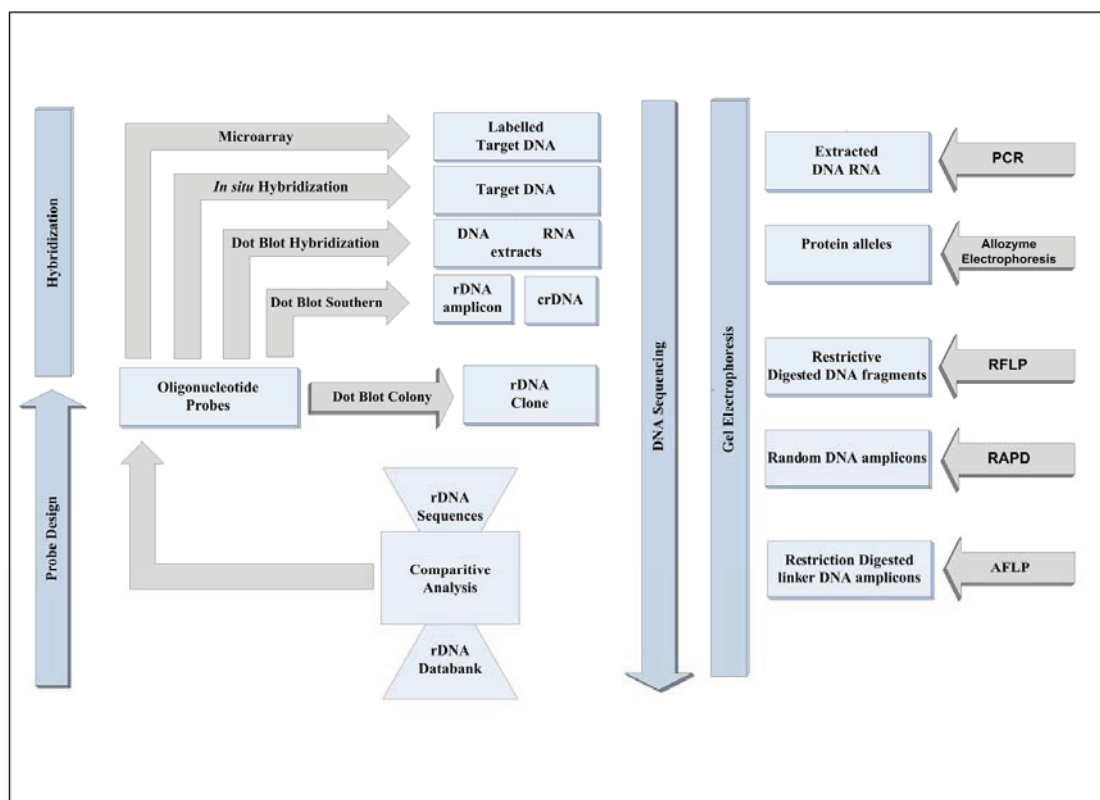 Hybridization
Probe Design
Microarray
In situ Hybridization
Dot Blot Hybridization
Dot Blot Southern
Labelled
Target DNA
Target DNA
DNA RNA
extracts
rDNA
amplicon
crDNA
Oligonucleotide
Probes
Dot Blot Colony
rDNA
Clone
rDNA
Sequences
Comparitive
Analysis
rDNA
Databank
DNA Sequencing
Gel Electrophoresis
Extracted
DNA RNA
PCR
Protein alleles
Allozyme
Electrophoresis
Restrictive
Digested DNA fragments
RFLP
Random DNA amplicons
RAPD
Restriction Digested
linker DNA amplicons
AFLP